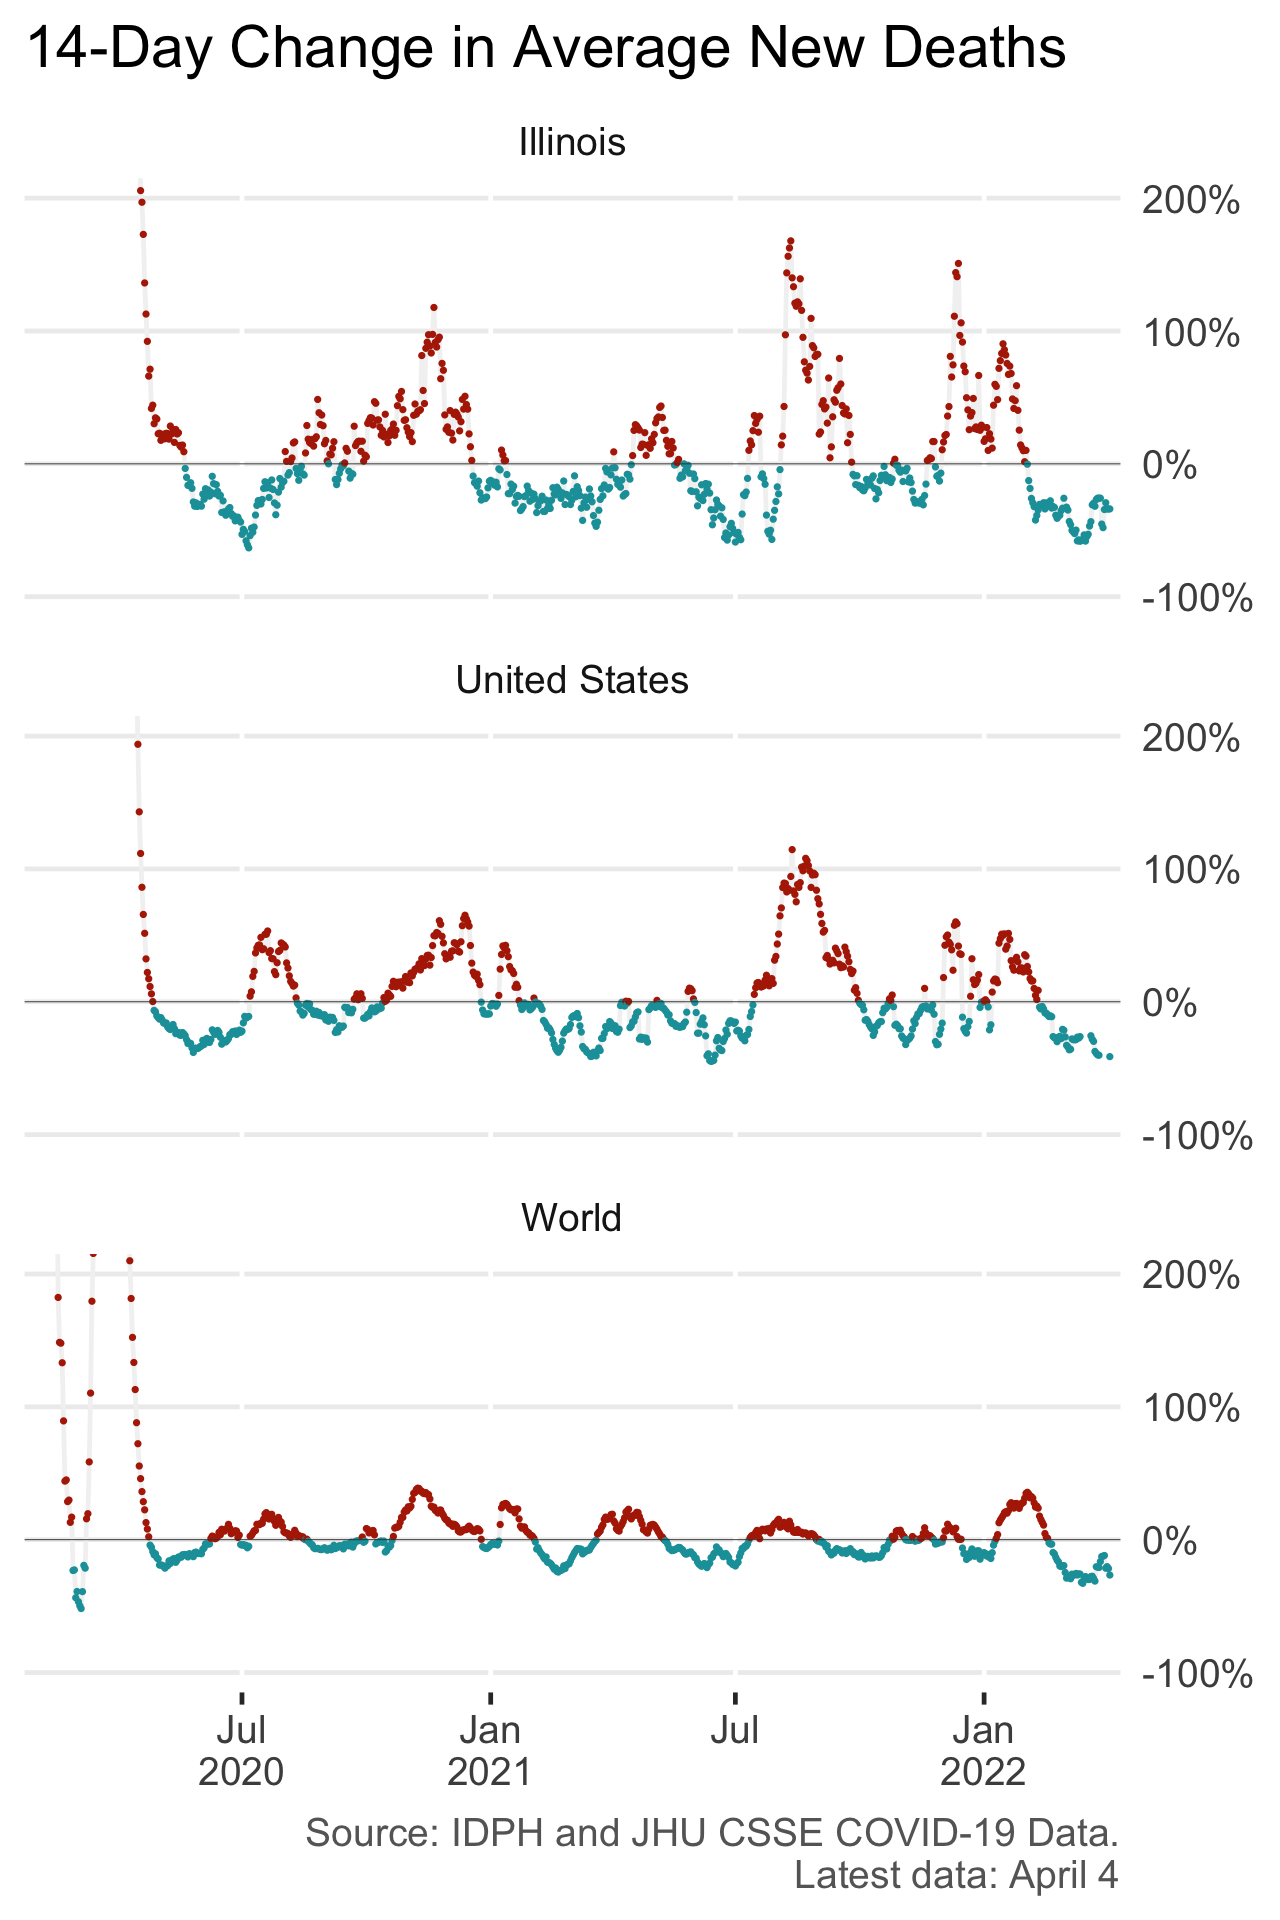 14-Day Change in Average New Deaths
Illinois
200%
100%
0%
-100%
United States
200%
100%
0%
-100%
World
200%
100%
0%
-100%
Jul Jan Jul Jan
2020 2021 2022
Source: IDPH and JHU CSSE COVID-19 Data.
Latest data: April 4